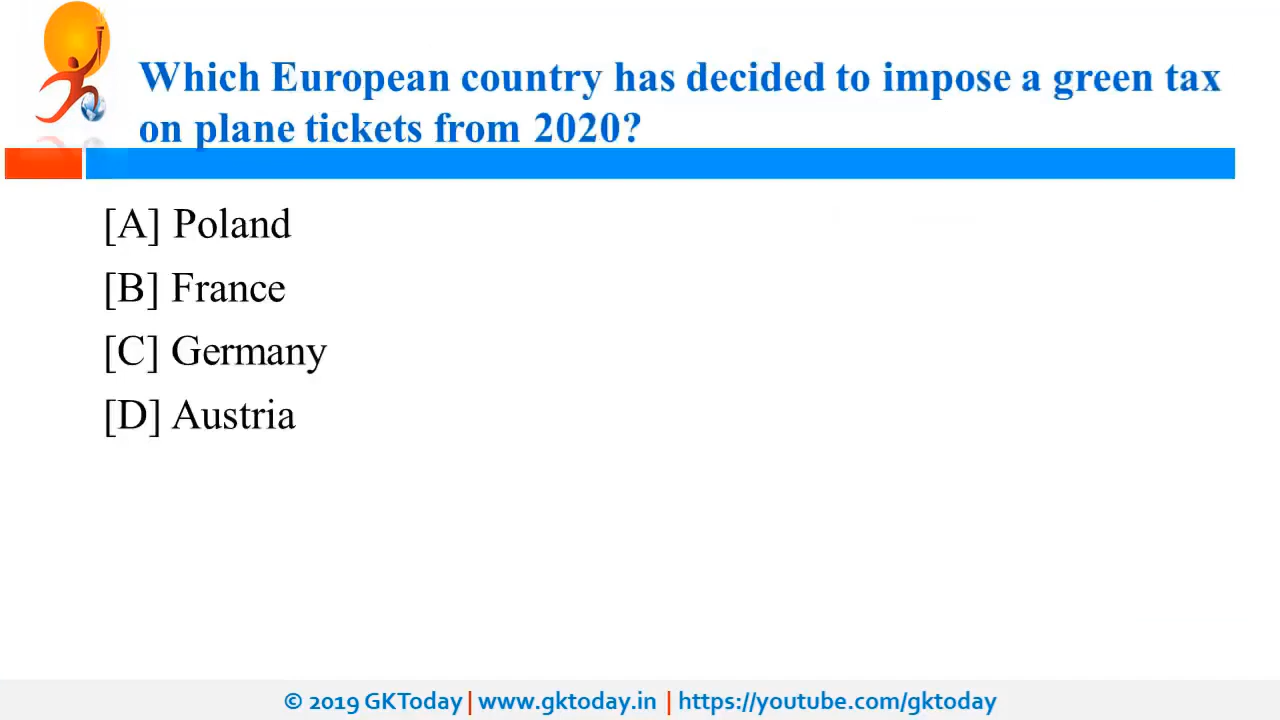 Which European country has decided to impose a green tax
on plane tickets from 2020?
[A] Poland
[B] France
[C] Germany
[D] Austria
© 2019 GKToday | www.gktoday.in | https://youtube.com/gktoday